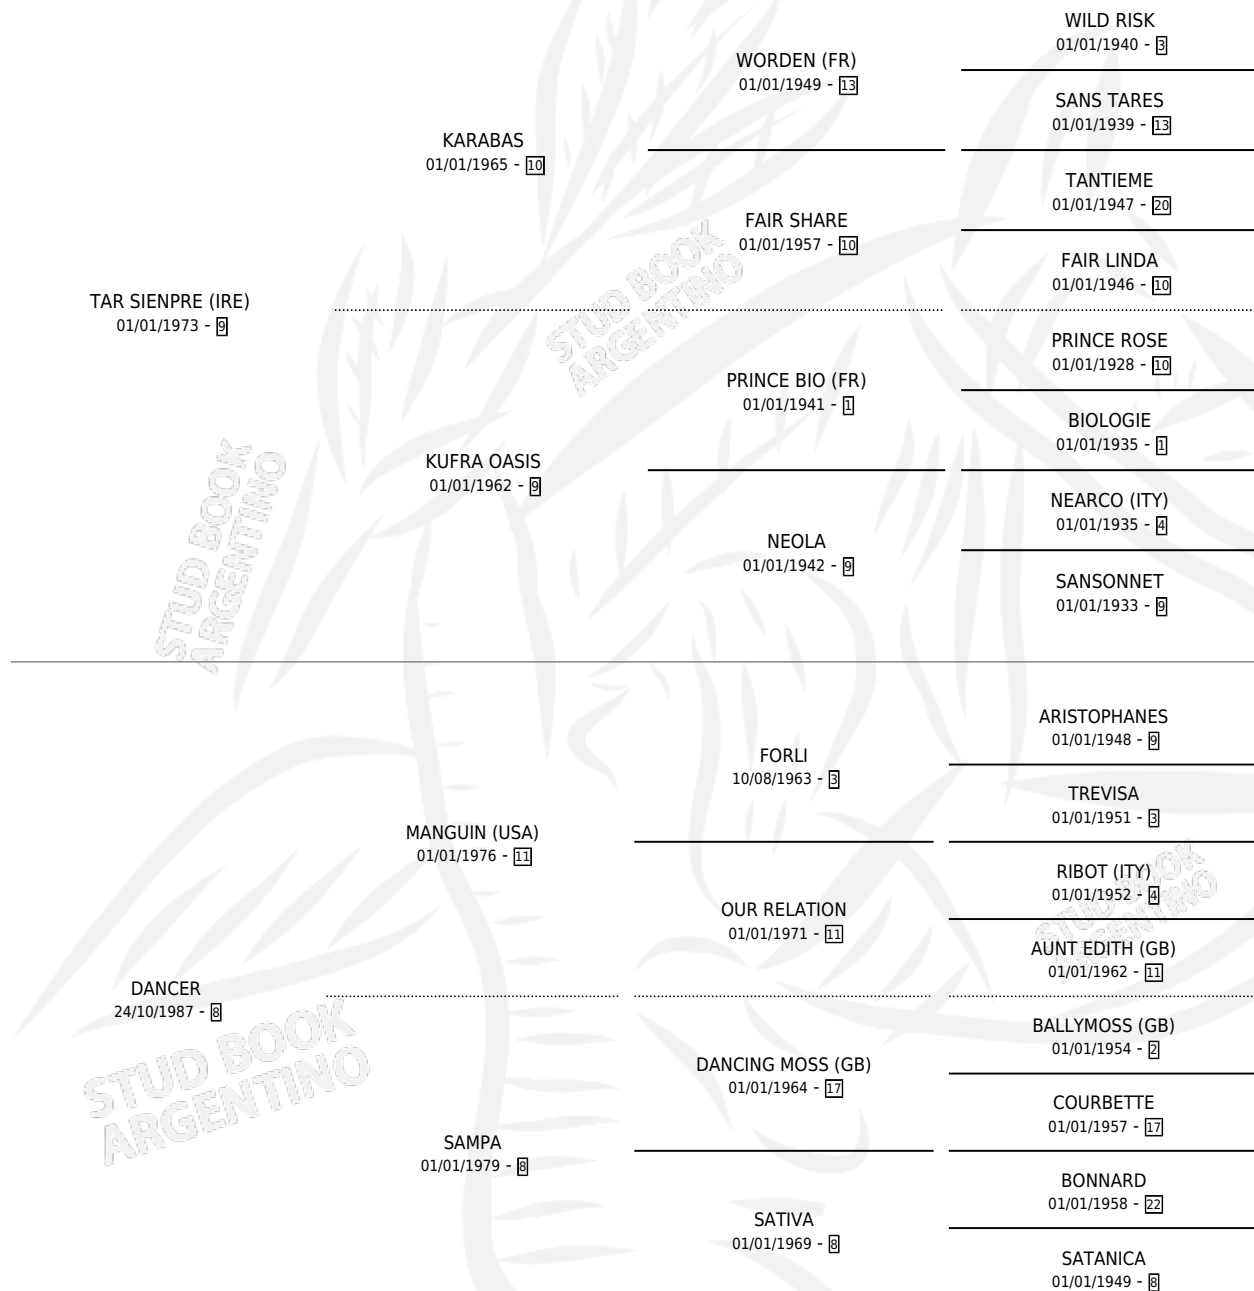 WILD RISK
01/01/1940 - 3
WORDEN (FR)
01/01/1949 - 13
SANS TARES
01/01/1939 - 13
KARABAS
01/01/1965 - 10
TANTIEME
01/01/1947 - 20
FAIR SHARE
01/01/1957 - 10
FAIR LINDA
01/01/1946 - 10
TAR SIENPRE (IRE)
01/01/1973 - 9
STUD BOOK
ARGENTINO
PRINCE ROSE
01/01/1928 - 10
PRINCE BIO (FR)
01/01/1941 - 1
BIOLOGIE
01/01/1935 - 1
KUFRA OASIS
01/01/1962 - 9
NEARCO (ITY)
01/01/1935 - 4
NEOLA
01/01/1942 - 9
SANSONNET
01/01/1933 - 9
STUD BOOK
ARGENTINO
ARISTOPHANES
01/01/1948 - 9
FORLI
10/08/1963 - 3
TREVISA
01/01/1951 - 3
MANGUIN (USA)
01/01/1976 - 11
RIBOT (ITY)
01/01/1952 - 4
OUR RELATION
01/01/1971 - 11
AUNT EDITH (GB)
01/01/1962 - 11
STUD BOOK
ARGENTINO
DANCER
24/10/1987 - 8
BALLYMOSS (GB)
01/01/1954 - 2
DANCING MOSS (GB)
01/01/1964 - 17
COURBETTE
01/01/1957 - 17
STUD BOOK
ARGENTINO
SAMPA
01/01/1979 - 8
BONNARD
01/01/1958 - 22
SATIVA
01/01/1969 - 8
SATANICA
01/01/1949 - 8